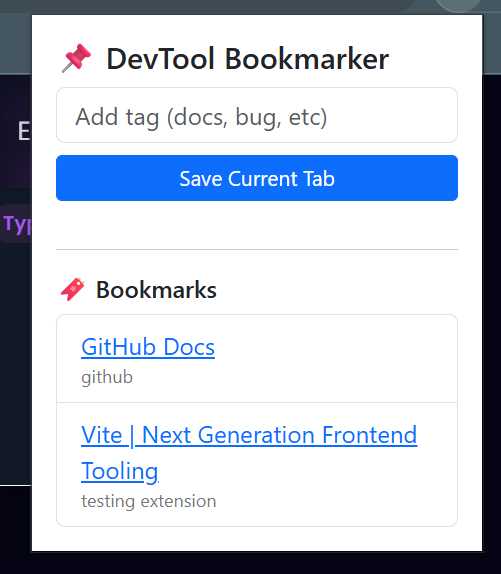 DevTool Bookmarker
Add tag (docs, bug, etc)
Save Current Tab
Bookmarks
GitHub Docs
github
Vite | Next Generation Frontend
Tooling
testing extension
E
Typ